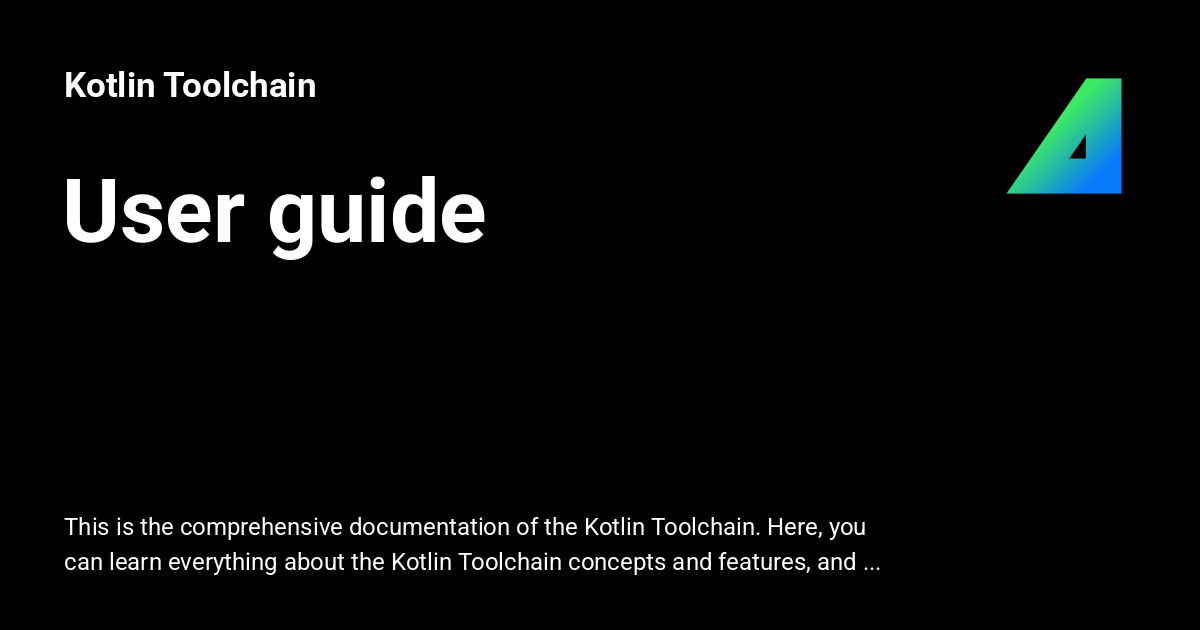 Kotlin Toolchain
User guide
This is the comprehensive documentation of the Kotlin Toolchain. Here, you
can learn everything about the Kotlin Toolchain concepts and features, and ...